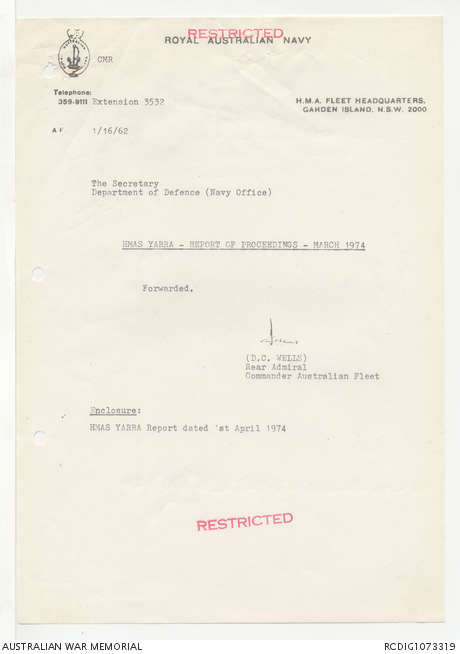 RESTRICTED
ROYAL AUSTRALIAN NAVY
CMR
Telephone:
359-9111 Extension 3532
H.M.A. FLEET HEADQUARTERS,
GARDEN ISLAND, N.S.W. 2000
A F 1/16/62
The Secretary
Department of Defence (Navy Office)
HMAS YARRA - REPORT OF PROCEEDINGS - MARCH 1974
Forwarded.
(D.C. WELLS)
Rear Admiral
Commander Australian Fleet
Enclosure:
HMAS YARRA Report dated 1st April 1974
RESTRICTED
AUSTRALIAN WAR MEMORIAL
RCDIG1073319